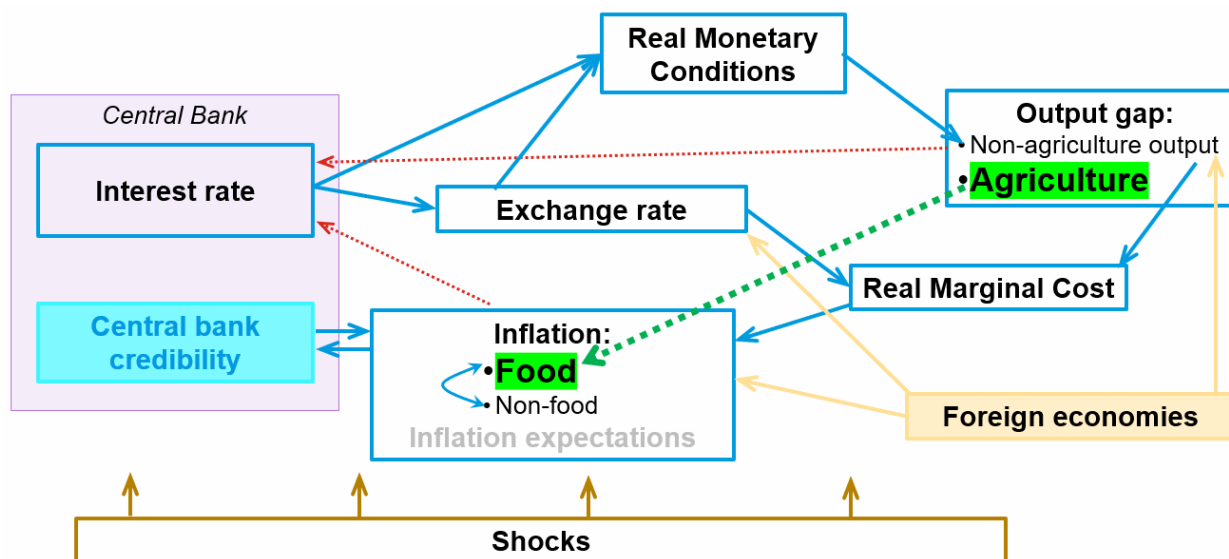 Real Monetary
Conditions
Central Bank
Output gap:
• Non-agriculture output
• Agriculture
Interest rate
Exchange rate
Real Marginal Cost
Central bank
credibility
Inflation:
• Food
• Non-food
Inflation expectations
Foreign economies
Shocks